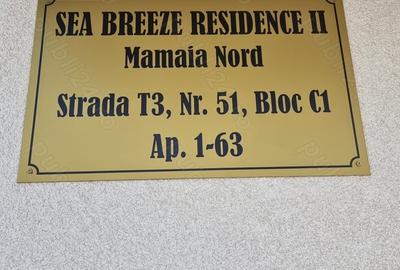 SEA BREEZE RESIDENCE II
Mamaia Nord
Strada T3, Nr. 51, Bloc C1
Ap. 1-63